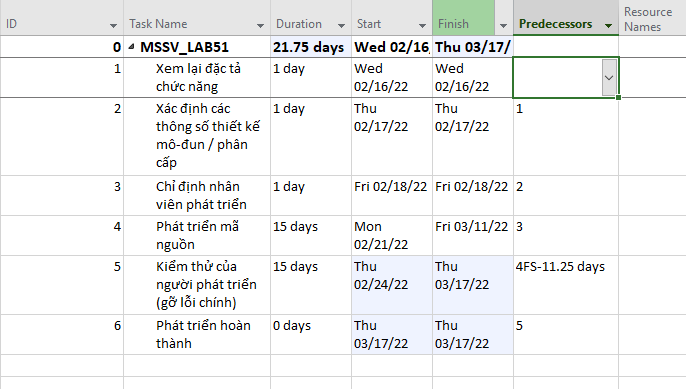 ID Task Name Duration Start Finish Predecessors Resource
Names
0 MSSV_LAB51 21.75 days Wed 02/16, Thu 03/17/
1 Xem lại đặc tả 1 day Wed Wed
chức năng 02/16/22 02/16/22
2 Xác định các 1 day Thu Thu 1
thông số thiết kế 02/17/22 02/17/22
mô-đun / phân
cấp
3 Chỉ định nhân 1 day Fri 02/18/22 Fri 02/18/22 2
viên phát triển
4 Phát triển mã 15 days Mon Fri 03/11/22 3
nguồn 02/21/22
5 Kiểm thử của 15 days Thu Thu 4FS-11.25 days
người phát triển 02/24/22 03/17/22
(gỡ lỗi chính)
6 Phát triển hoàn 0 days Thu Thu 5
thành 03/17/22 03/17/22